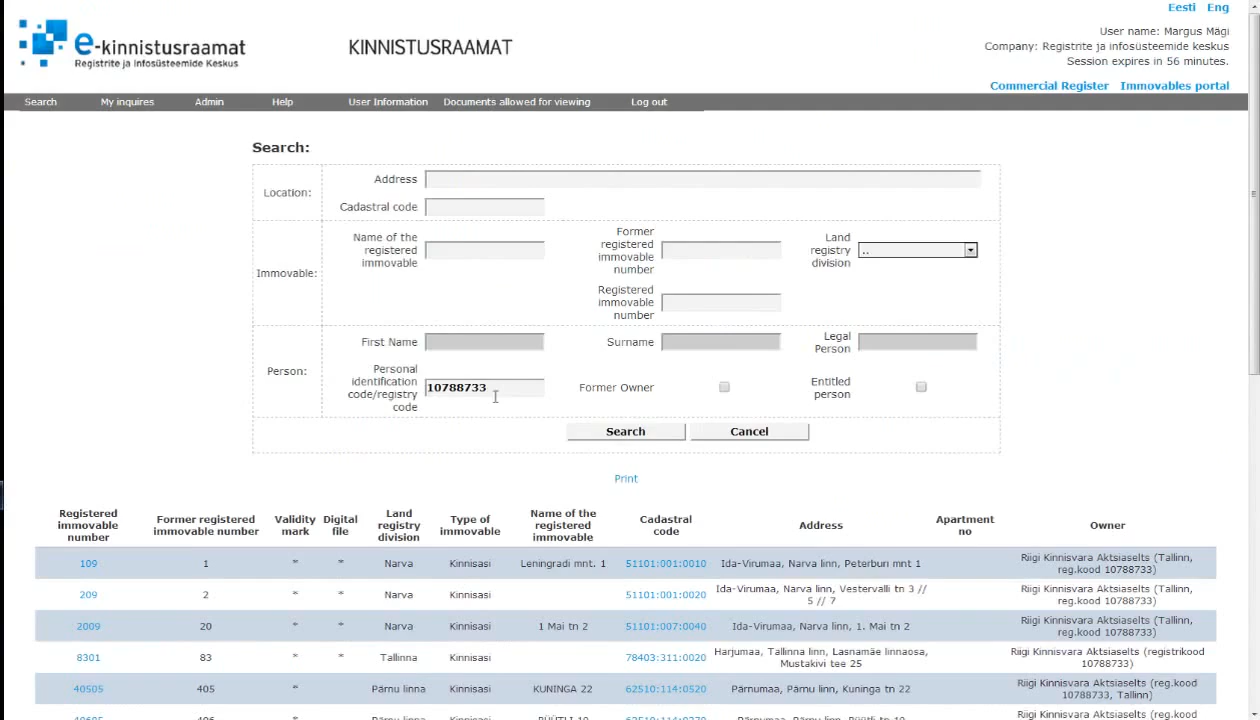 Eesti Eng
e-kinnistusraamat
Registrite ja Infosüsteemide Keskus
KINNISTUSRAAMAT
User name: Margus Mägi
Company: Registrite ja infosüsteemide keskus
Session expires in 56 minutes.
Commercial Register Immovables portal
Search My inquires Admin Help User Information Documents allowed for viewing Log out
Search:
Location:
Address
Cadastral code
Immovable:
Name of the
registered
immovable
Former
registered
immovable
number
Land
registry
division
..
Registered
immovable
number
Person:
First Name
Surname
Legal
Person
Personal
identification
code/registry
code
10788733
Former Owner
Entitled
person
Search Cancel
Print
Registered
immovable
number
Former registered
immovable number
Validity
mark
Digital
file
Land
registry
division
Type of
immovable
Name of the
registered
immovable
Cadastral
code
Address
Apartment
no
Owner
109 1 * * Narva Kinnisasi Leningradi mnt. 1 51101:001:0010 Ida-Virumaa, Narva linn, Peterburi mnt 1 Riigi Kinnisvara Aktsiaselts (Tallinn,
reg.kood 10788733)
209 2 * * Narva Kinnisasi 51101:001:0020 Ida-Virumaa, Narva linn, Vestervalli tn 3 //
5 // 7
Riigi Kinnisvara Aktsiaselts (Tallinn,
reg.kood 10788733)
2009 20 * * Narva Kinnisasi 1 Mai tn 2 51101:007:0040 Ida-Virumaa, Narva linn, 1. Mai tn 2 Riigi Kinnisvara Aktsiaselts (Tallinn,
reg.kood 10788733)
8301 83 * * Tallinna Kinnisasi 78403:311:0020 Harjumaa, Tallinna linn, Lasnamäe linnaosa,
Mustakivi tee 25
Riigi Kinnisvara Aktsiaselts (registrikood
10788733)
40505 405 * Pärnu linna Kinnisasi KUNINGA 22 62510:114:0520 Pärnumaa, Pärnu linn, Kuninga tn 22 Riigi Kinnisvara Aktsiaselts (reg.kood
10788733, Tallinn)
Pärnu linna Kinnisasi Riigi Kinnisvara Aktsiaselts (reg.kood